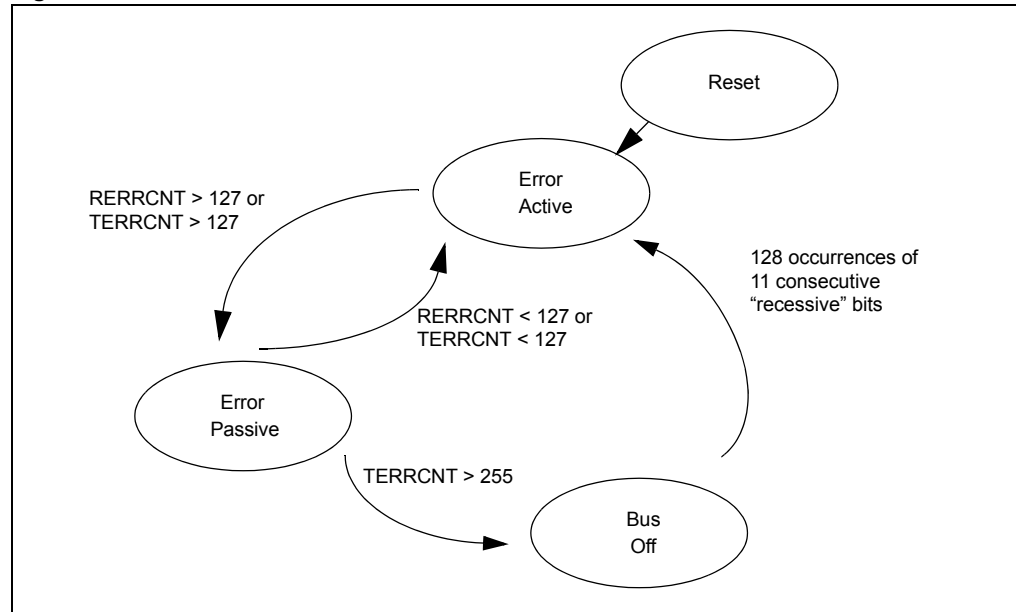 Reset
Error
Active
RERRCNT > 127 or
TERRCNT > 127
128 occurrences of
11 consecutive
“recessive” bits
RERRCNT < 127 or
TERRCNT < 127
Error
Passive
TERRCNT > 255
Bus
Off